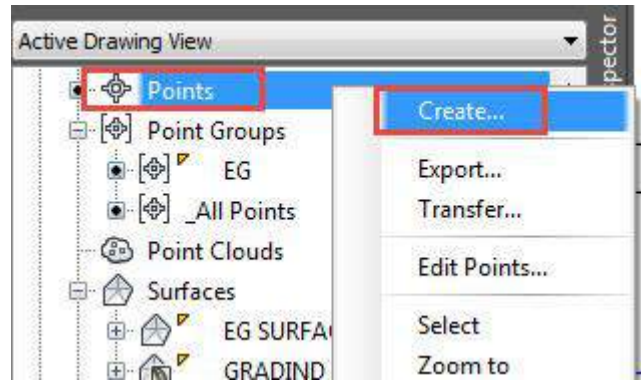 Active Drawing View
Points
Point Groups
EG
_All Points
Point Clouds
Surfaces
EG SURFA
GRADIND
Create...
Export...
Transfer...
Edit Points...
Select
Zoom to
spector